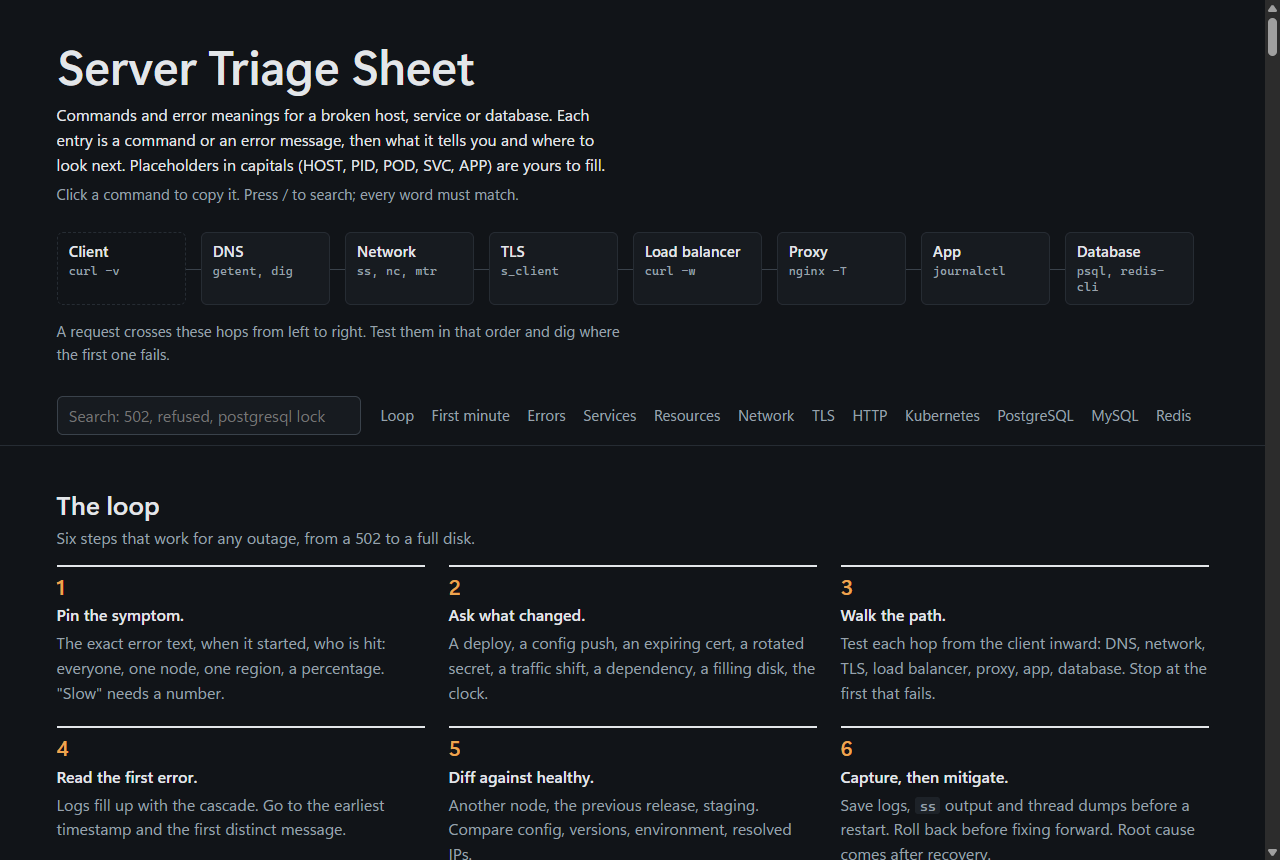 Server Triage Sheet
Commands and error meanings for a broken host, service or database. Each
entry is a command or an error message, then what it tells you and where to
look next. Placeholders in capitals (HOST, PID, POD, SVC, APP) are yours to fill.
Click a command to copy it. Press / to search; every word must match.
Client
curl -v
DNS
getent, dig
Network
ss, nc, mtr
TLS
s_client
Load balancer
curl -w
Proxy
nginx -T
App
journalctl
Database
psql, redis-
cli
A request crosses these hops from left to right. Test them in that order and dig where
the first one fails.
Search: 502, refused, postgresql lock
Loop First minute Errors Services Resources Network TLS HTTP Kubernetes PostgreSQL MySQL Redis
The loop
Six steps that work for any outage, from a 502 to a full disk.
1
Pin the symptom.
The exact error text, when it started, who is hit:
everyone, one node, one region, a percentage.
"Slow" needs a number.
2
Ask what changed.
A deploy, a config push, an expiring cert, a rotated
secret, a traffic shift, a dependency, a filling disk, the
clock.
3
Walk the path.
Test each hop from the client inward: DNS, network,
TLS, load balancer, proxy, app, database. Stop at the
first that fails.
4
Read the first error.
Logs fill up with the cascade. Go to the earliest
timestamp and the first distinct message.
5
Diff against healthy.
Another node, the previous release, staging.
Compare config, versions, environment, resolved
IPs.
6
Capture, then mitigate.
Save logs, ss output and thread dumps before a
restart. Roll back before fixing forward. Root cause
comes after recovery.